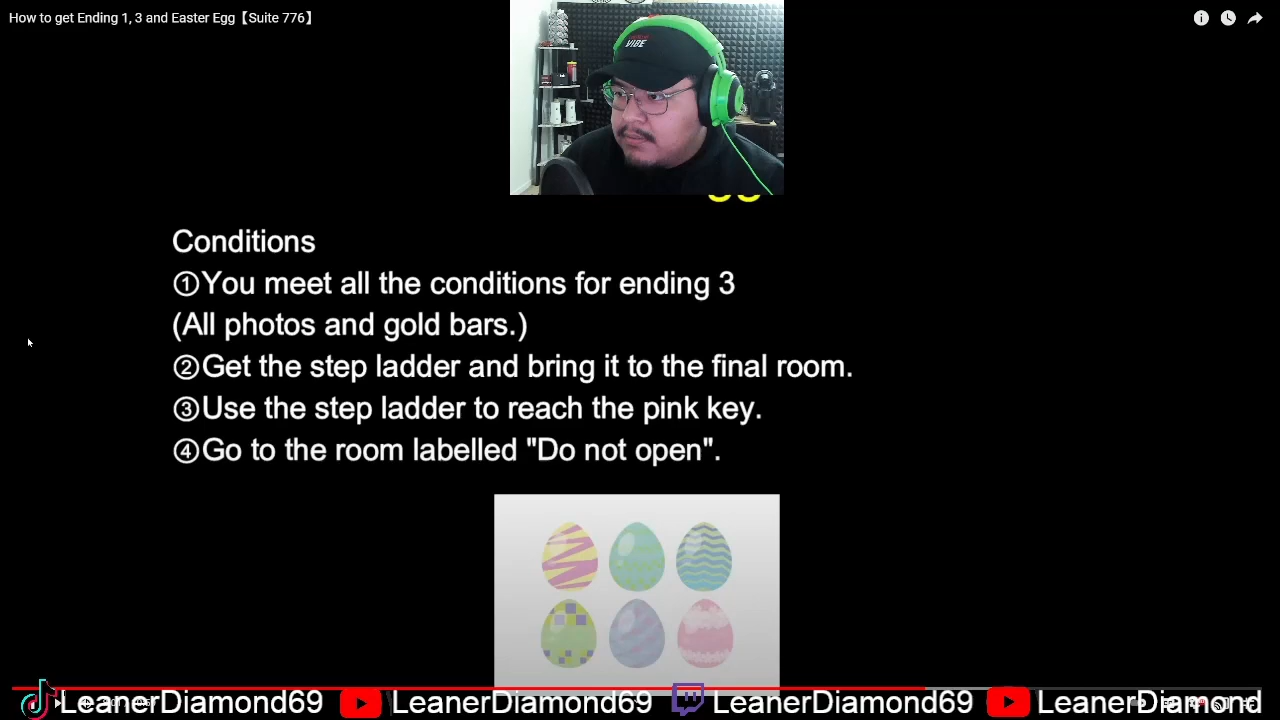 How to get Ending 1, 3 and Easter Egg【Suite 776】
VIBE
Conditions
①You meet all the conditions for ending 3
(All photos and gold bars.)
②Get the step ladder and bring it to the final room.
③Use the step ladder to reach the pink key.
④Go to the room labelled "Do not open".
LeanerDiamond69 LeanerDiamond69 LeanerDiamond69 LeanerDiamond